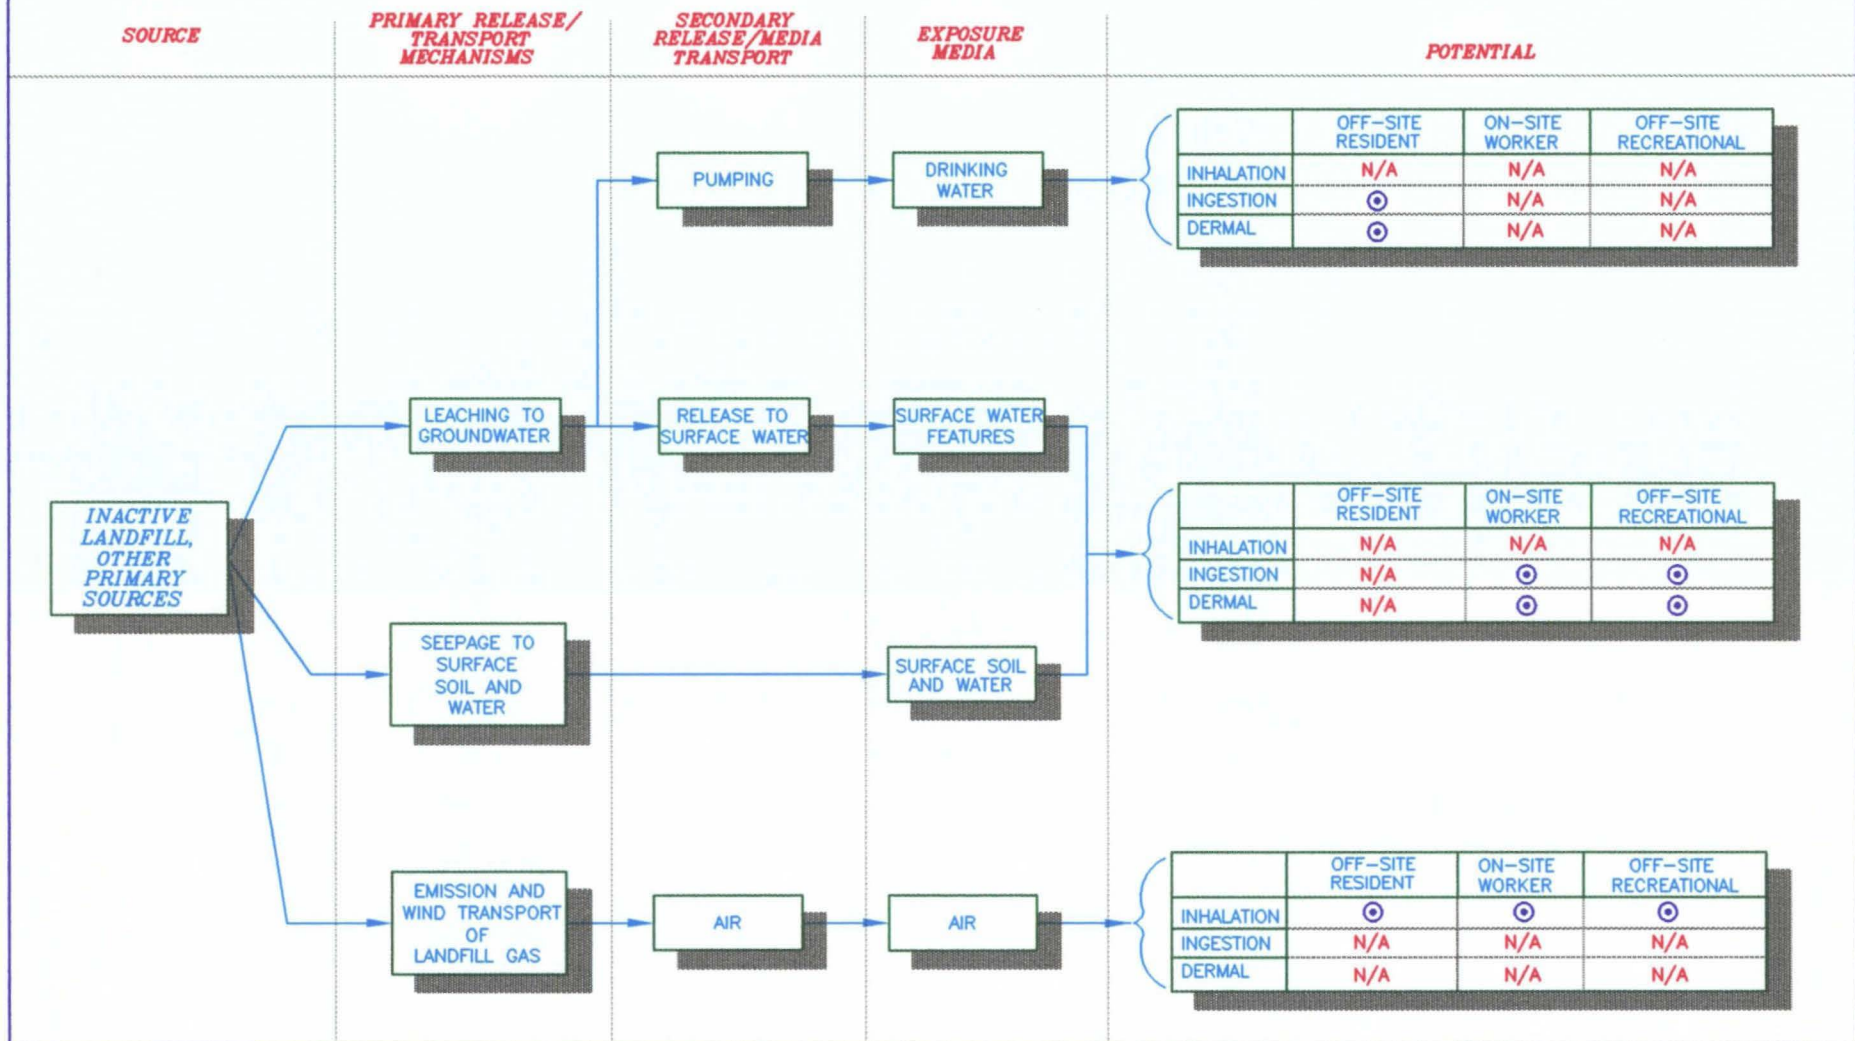 SOURCE
PRIMARY RELEASE/
TRANSPORT
MECHANISMS
SECONDARY
RELEASE/MEDIA
TRANSPORT
EXPOSURE
MEDIA
POTENTIAL
PUMPING
DRINKING
WATER
OFF-SITE
RESIDENT
ON-SITE
WORKER
OFF-SITE
RECREATIONAL
INHALATION N/A N/A N/A
INGESTION N/A N/A
DERMAL N/A N/A
LEACHING TO
GROUNDWATER
RELEASE TO
SURFACE WATER
SURFACE WATER
FEATURES
INACTIVE
LANDFILL,
OTHER
PRIMARY
SOURCES
OFF-SITE
RESIDENT
ON-SITE
WORKER
OFF-SITE
RECREATIONAL
INHALATION N/A N/A N/A
INGESTION N/A
DERMAL N/A
SEEPAGE TO
SURFACE
SOIL AND
WATER
SURFACE SOIL
AND WATER
EMISSION AND
WIND TRANSPORT
OF
LANDFILL GAS
AIR
AIR
OFF-SITE
RESIDENT
ON-SITE
WORKER
OFF-SITE
RECREATIONAL
INHALATION
INGESTION N/A N/A N/A
DERMAL N/A N/A N/A